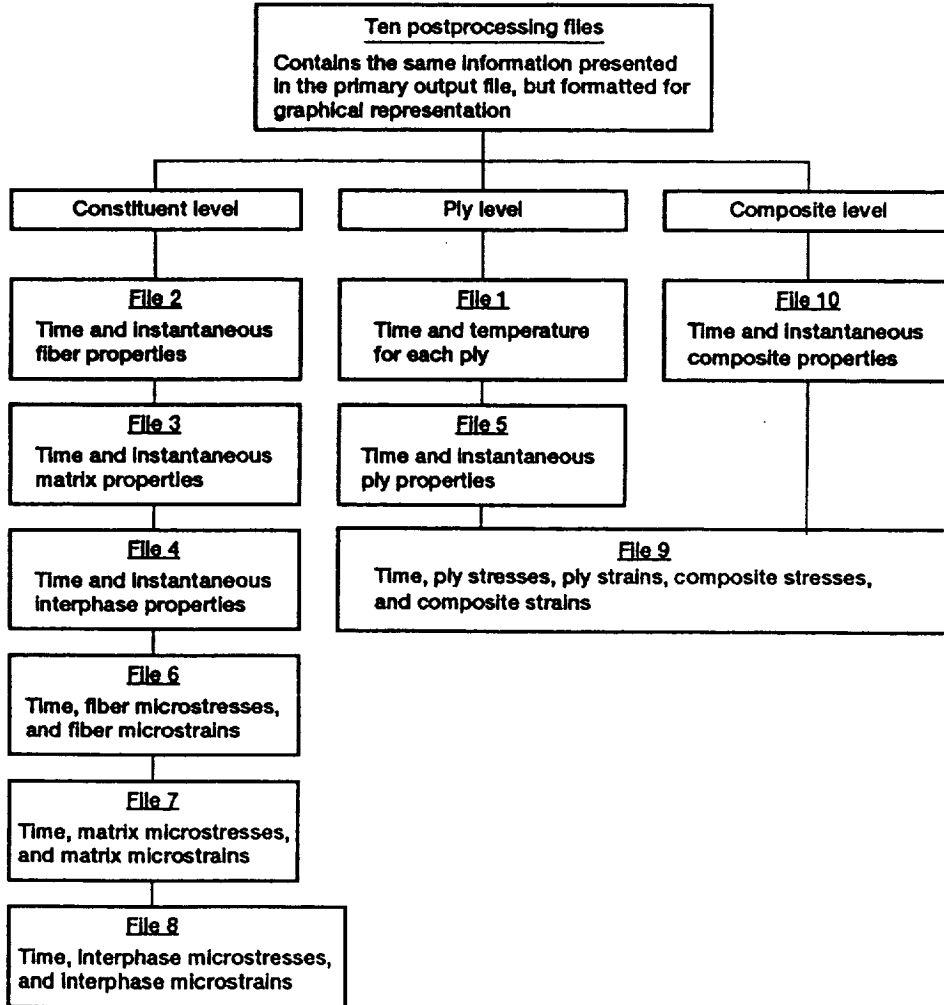 Ten postprocessing files
Contains the same information presented
in the primary output file, but formatted for
graphical representation
Constituent level
Ply level
Composite level
File 2
Time and instantaneous
fiber properties
File 1
Time and temperature
for each ply
File 10
Time and instantaneous
composite properties
File 3
Time and instantaneous
matrix properties
File 5
Time and instantaneous
ply properties
File 4
Time and instantaneous
interphase properties
File 9
Time, ply stresses, ply strains, composite stresses,
and composite strains
File 6
Time, fiber microstresses,
and fiber microstrains
File 7
Time, matrix microstresses,
and matrix microstrains
File 8
Time, interphase microstresses,
and interphase microstrains